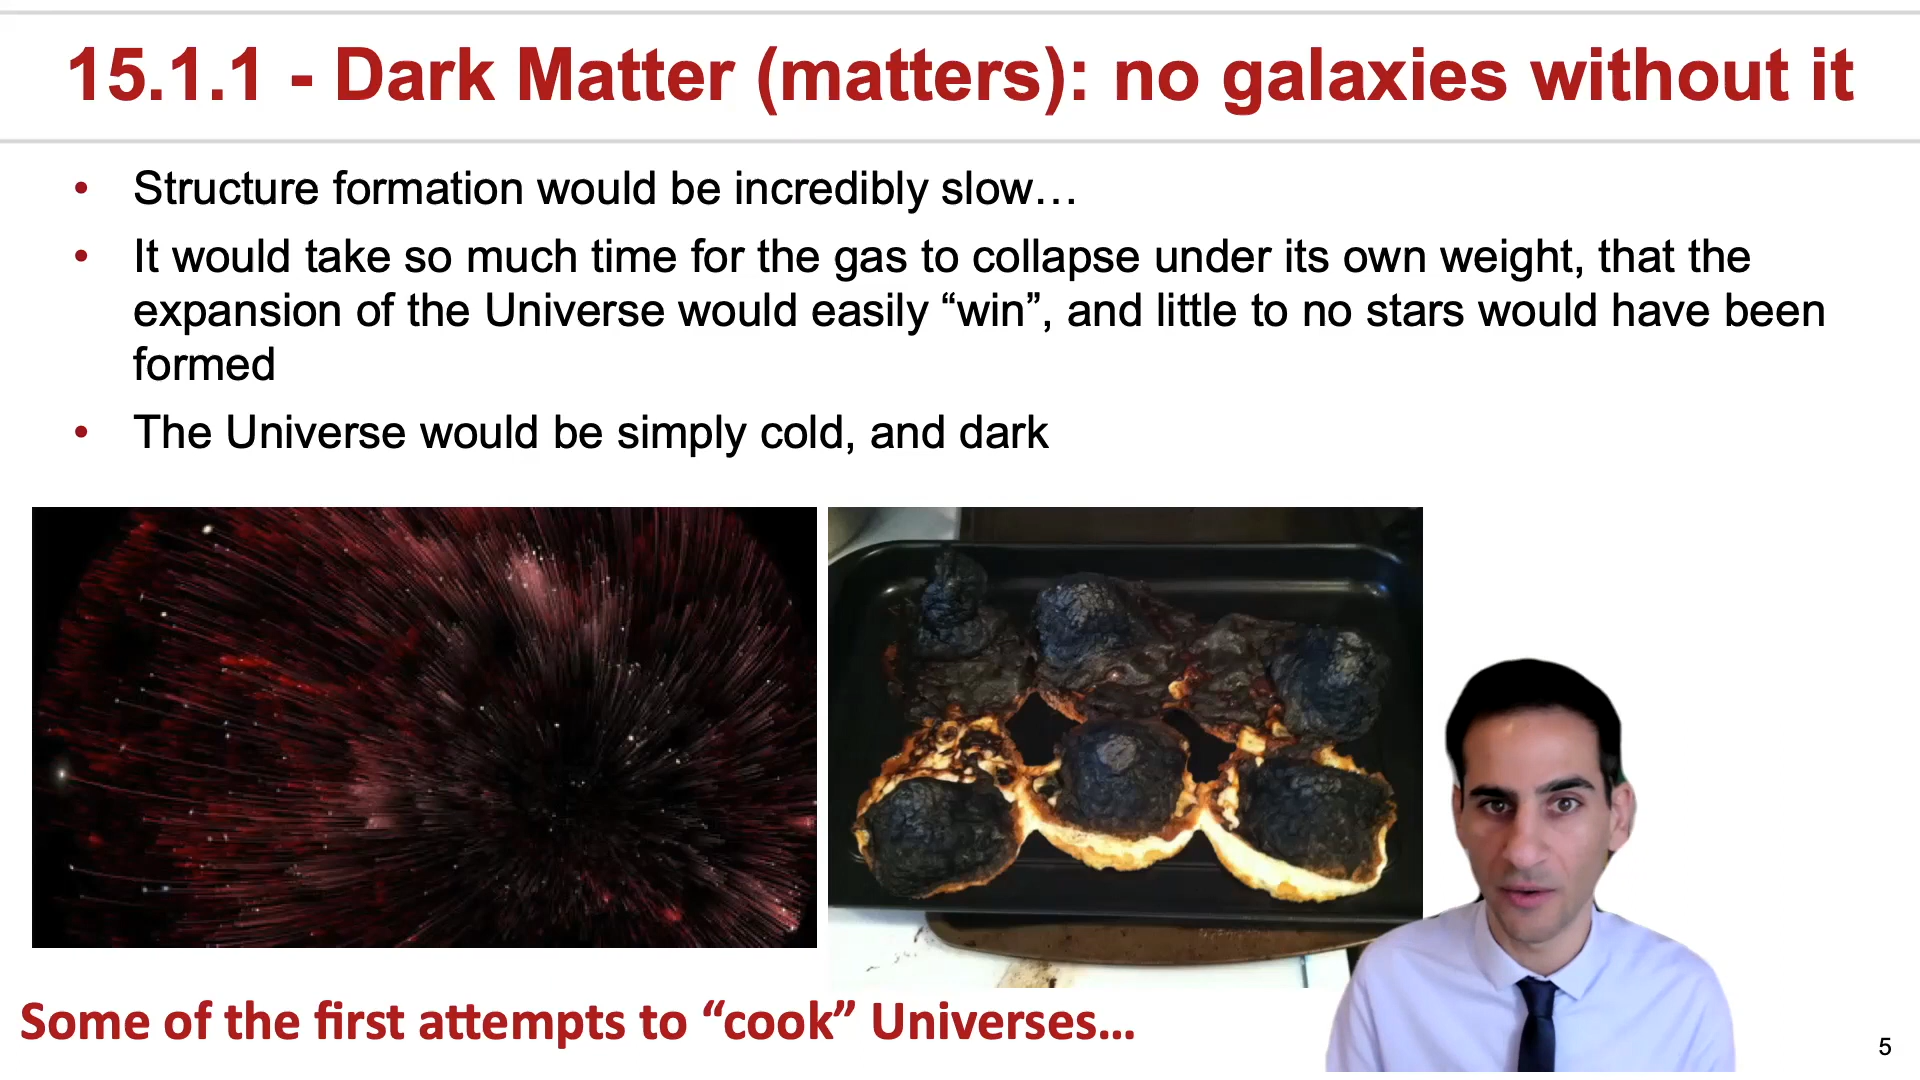 15.1.1 - Dark Matter (matters): no galaxies without it
• Structure formation would be incredibly slow…
• It would take so much time for the gas to collapse under its own weight, that the
expansion of the Universe would easily “win”, and little to no stars would have been
formed
• The Universe would be simply cold, and dark
Some of the first attempts to “cook” Universes...
5